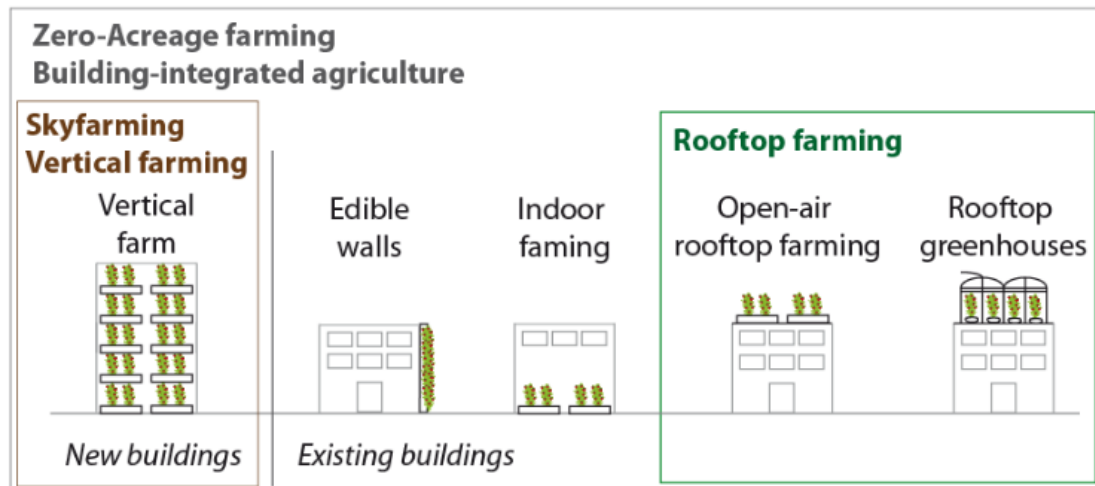 Zero-Acreage farming
Building-integrated agriculture
Skyfarming
Vertical farming
Rooftop farming
Vertical
farm
Edible
walls
Indoor
faming
Open-air
rooftop farming
Rooftop
greenhouses
New buildings
Existing buildings